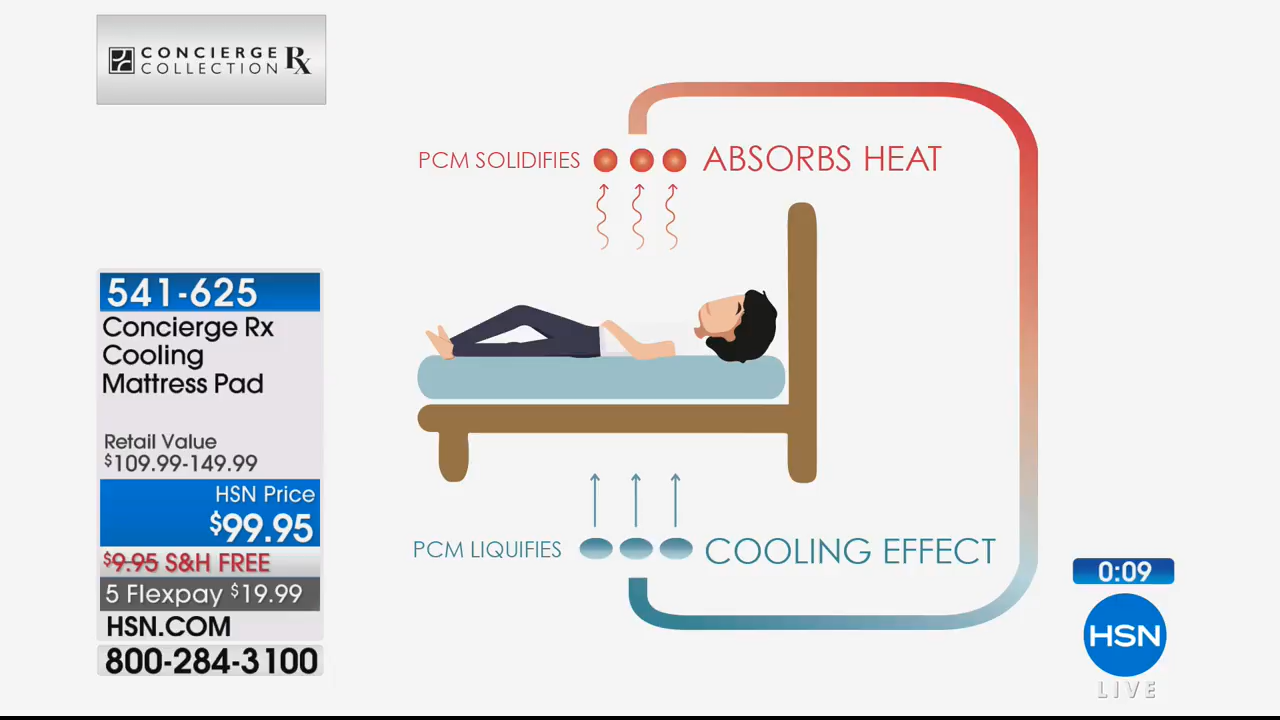 CONCIERGE
COLLECTION Rx
PCM SOLIDIFIES
ABSORBS HEAT
541-625
Concierge Rx
Cooling
Mattress Pad
Retail Value
$109.99-149.99
HSN Price
$99.95
$9.95 S&H FREE
5 Flexpay $19.99
HSN.COM
800-284-3100
PCM LIQUIFIES
COOLING EFFECT
0:09
HSN
LIVE